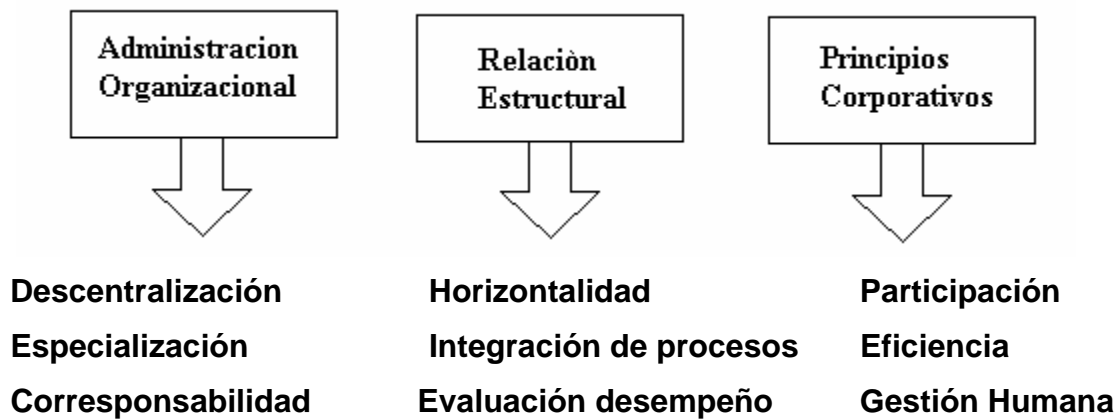 Administracion
Organizacional
Relaciòn
Estructural
Principios
Corporativos
Descentralización
Horizontalidad
Participación
Especialización
Integración de procesos
Eficiencia
Corresponsabilidad
Evaluación desempeño
Gestión Humana